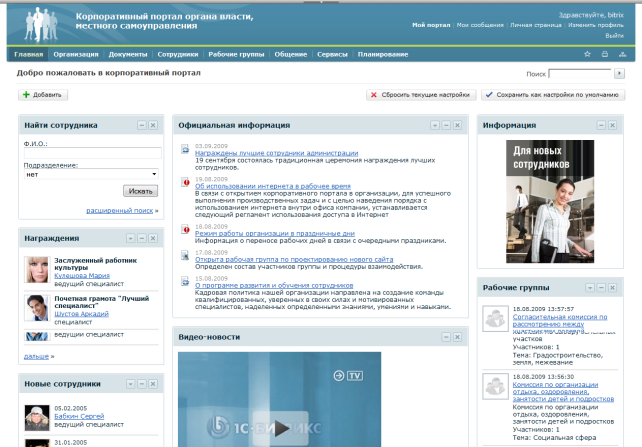 Корпоративный портал органа власти,
местного самоуправления
Здравствуйте, bitrix
Мой портал | Мои сообщения | Личная страница | Изменить профиль
Выйти
Главная Организация Документы Сотрудники Рабочие группы Общение Сервисы Планирование
Добро пожаловать в корпоративный портал
Поиск
Добавить
Сбросить текущие настройки
Сохранить как настройки по умолчанию
Найти сотрудника
Ф.И.О.:
Подразделение:
нет
Искать
расширенный поиск »
Награждения
Заслуженный работник
культуры
Кулешова Мария
ведущий специалист
Почетная грамота "Лучший
специалист"
Шустов Аркадий
специалист
ведущий специалист
дальше »
Новые сотрудники
05.02.2005
Бабкин Сергей
ведущий специалист
31.01.2005
Официальная информация
03.09.2009
Награждены лучшие сотрудники администрации
19 сентября состоялась традиционная церемония награждения лучших
сотрудников.
19.08.2009
Об использовании интернета в рабочее время
В связи с открытием корпоративного портала в организации, для успешного
выполнения производственных задач и с целью наведения порядка с
использованием интернета внутри офиса компании, устанавливается
следующий регламент использования доступа в Интернет
18.08.2009
Режим работы организации в праздничные дни
Информация о переносе рабочих дней в связи с очередными праздниками.
17.08.2009
Открыта рабочая группа по проектированию нового сайта
Определен состав участников группы и процедуры взаимодействия.
15.08.2009
О программе развития и обучения сотрудников
Кадровая политика нашей организации направлена на создание команды
квалифицированных, уверенных в своих силах и мотивированных
специалистов, наделенных определенными знаниями, умениями и навыками.
Видео-новости
TV
Информация
Для новых
сотрудников
Рабочие группы
18.08.2009 13:57:57
Согласительная комиссия по
рассмотрению между
участков
Участников: 1
Тема: Градостроительство,
земля, межевание
18.08.2009 13:56:30
Комиссия по организации
отдыха, оздоровления,
занятости детей и подростков
Комиссия по организации
отдыха, оздоровления,
занятости детей и подростков
Участников: 1
Тема: Социальная сфера